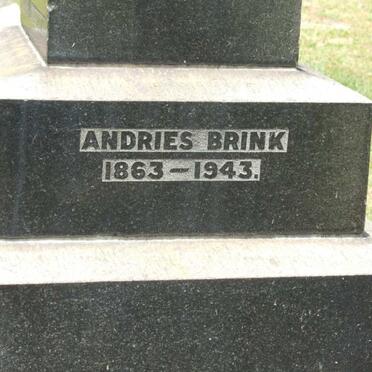 ANDRIES BRINK
1863 — 1943.